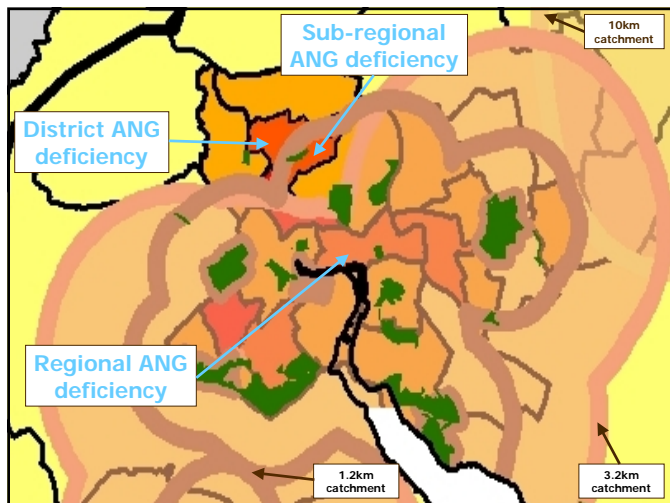 Sub-regional
ANG deficiency
10km
catchment
District ANG
deficiency
Regional ANG
deficiency
1.2km
catchment
3.2km
catchment